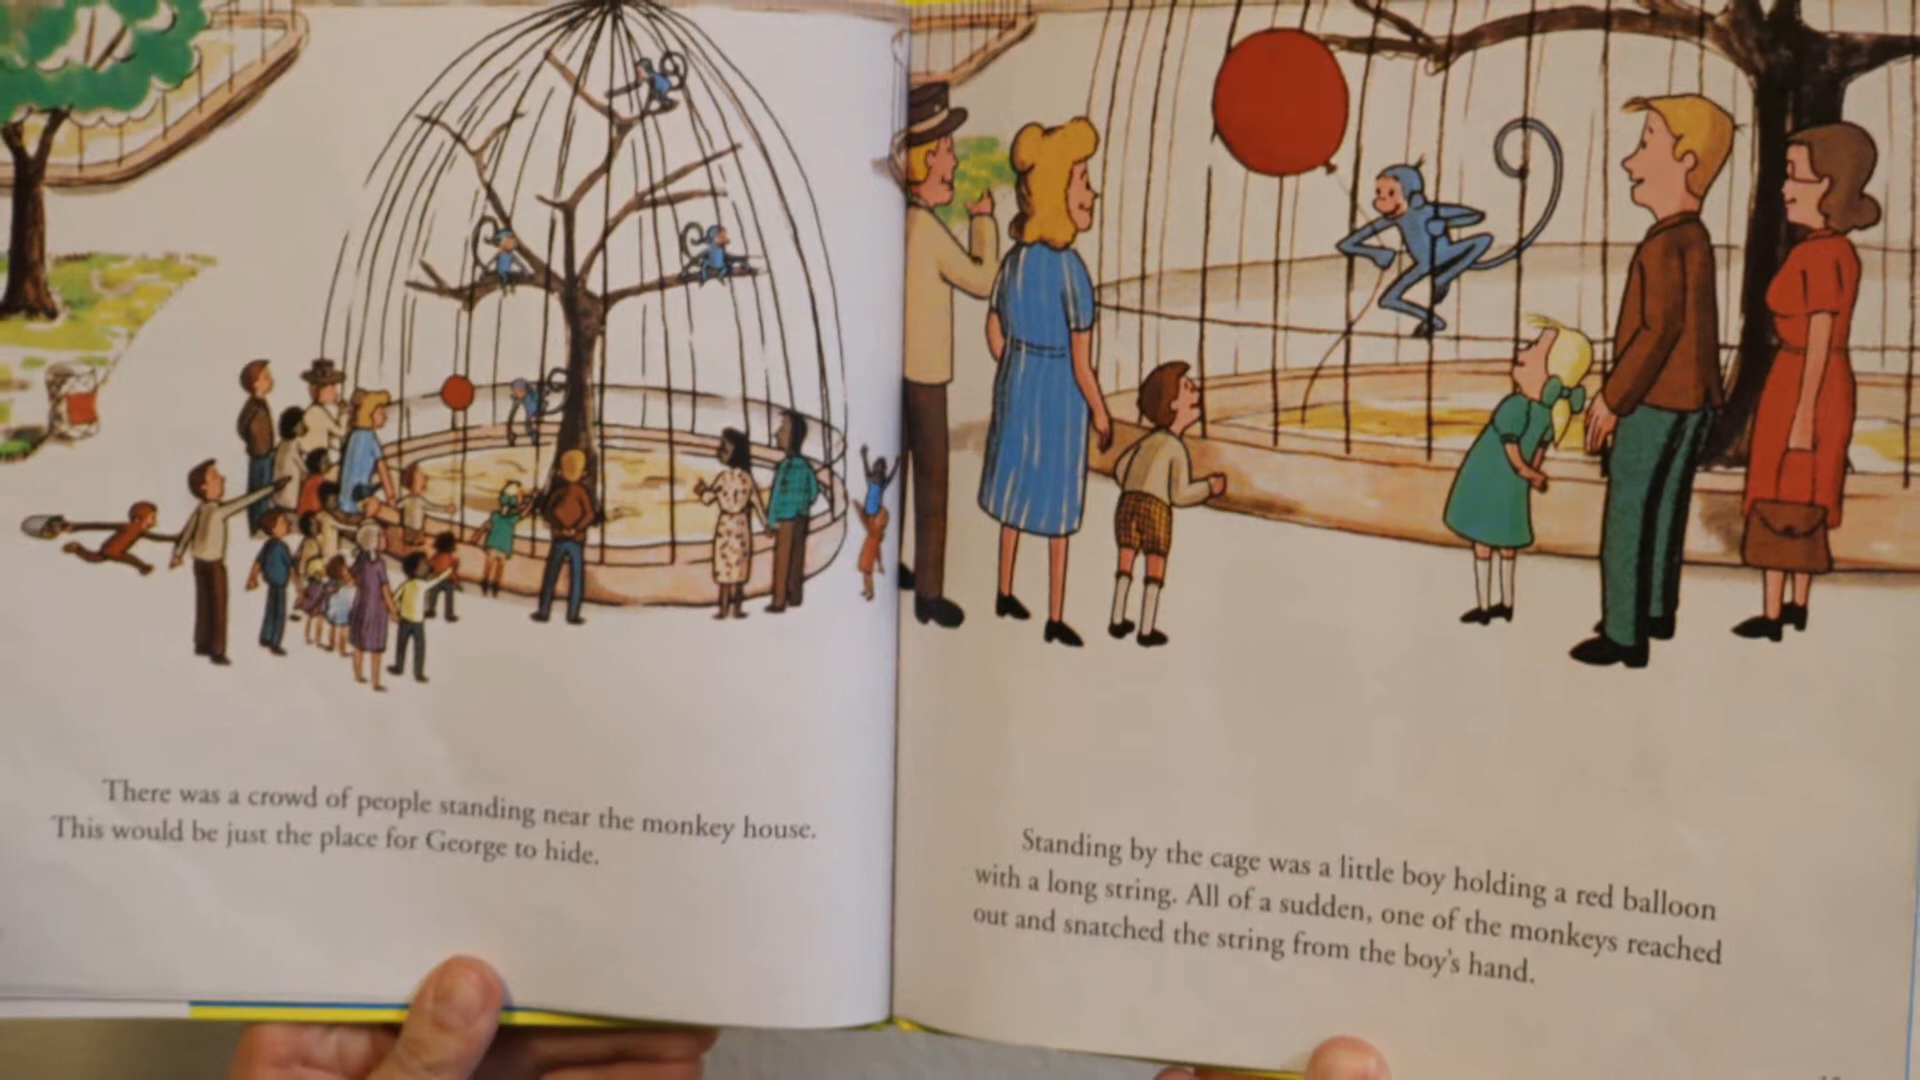 There was a crowd of people standing near the monkey house.
This would be just the place for George to hide.
Standing by the cage was a little boy holding a red balloon
with a long string. All of a sudden, one of the monkeys reached
out and snatched the string from the boy's hand.